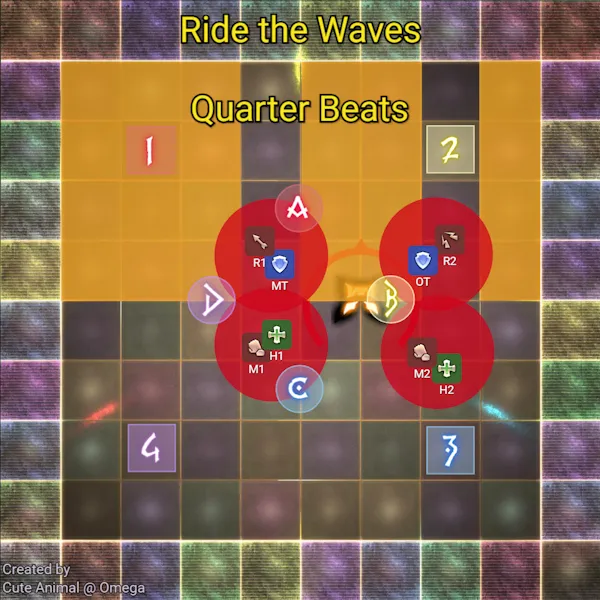 Ride the Waves
Quarter Beats
1
2
A
R1
MT
OT
R2
D
B
H1
M1
M2
H2
C
4
3
Created by
Cute Animal @ Omega